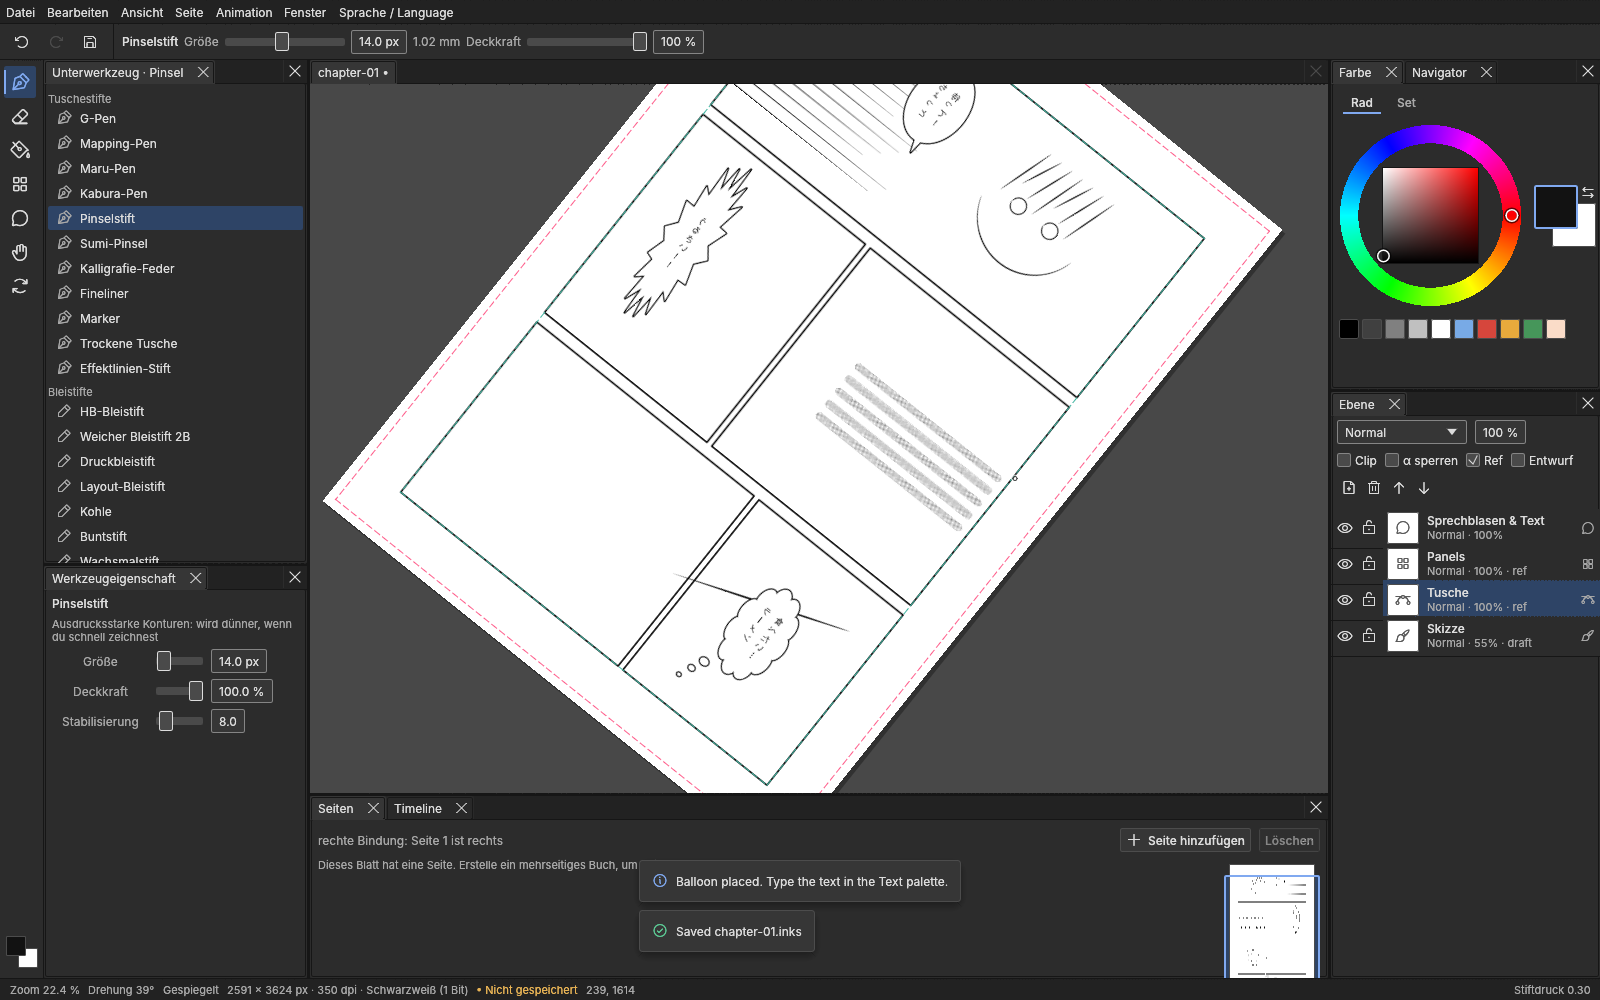 Datei Bearbeiten Ansicht Seite Animation Fenster Sprache / Language
Pinselstift Größe 14.0 px 1.02 mm Deckkraft 100 %
Unterwerkzeug · Pinsel
Tuschestifte
G-Pen
Mapping-Pen
Maru-Pen
Kabura-Pen
Pinselstift
Sumi-Pinsel
Kalligrafie-Feder
Fineliner
Marker
Trockene Tusche
Effektlinien-Stift
Bleistifte
HB-Bleistift
Weicher Bleistift 2B
Druckbleistift
Layout-Bleistift
Kohle
Buntstift
Wachsmalstift
Werkzeugeigenschaft
Pinselstift
Ausdrucksstarke Konturen: wird dünner, wenn
du schnell zeichnest
Größe 14.0 px
Deckkraft 100.0 %
Stabilisierung 8.0
chapter-01 •
Seiten Timeline
rechte Bindung: Seite 1 ist rechts
Seite hinzufügen Löschen
Dieses Blatt hat eine Seite. Erstelle ein mehrseitiges Buch, um
Balloon placed. Type the text in the Text palette.
Saved chapter-01.inks
Farbe Navigator
Rad Set
Ebene
Normal 100 %
Clip α sperren Ref Entwurf
Sprechblasen & Text
Normal · 100%
Panels
Normal · 100% · ref
Tusche
Normal · 100% · ref
Skizze
Normal · 55% · draft
Zoom 22.4 % Drehung 39° Gespiegelt 2591 × 3624 px · 350 dpi · Schwarzweiß (1 Bit) • Nicht gespeichert 239, 1614
Stiftdruck 0.30